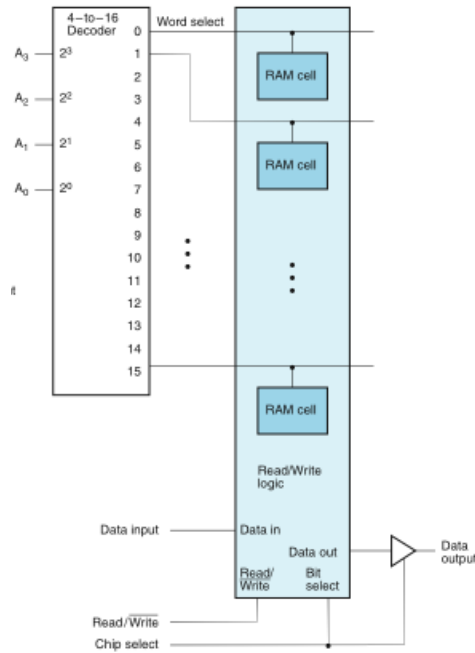 4-to-16
Decoder
Word select
A₃
2³
A₂
2²
A₁
2¹
A₀
2⁰
0
1
2
3
4
5
6
7
8
9
10
11
12
13
14
15
RAM cell
RAM cell
RAM cell
it
Read/Write
logic
Data input
Data in
Data out
Data
output
Read/
Write
Bit
select
Read/W̅r̅i̅t̅e̅
Chip select